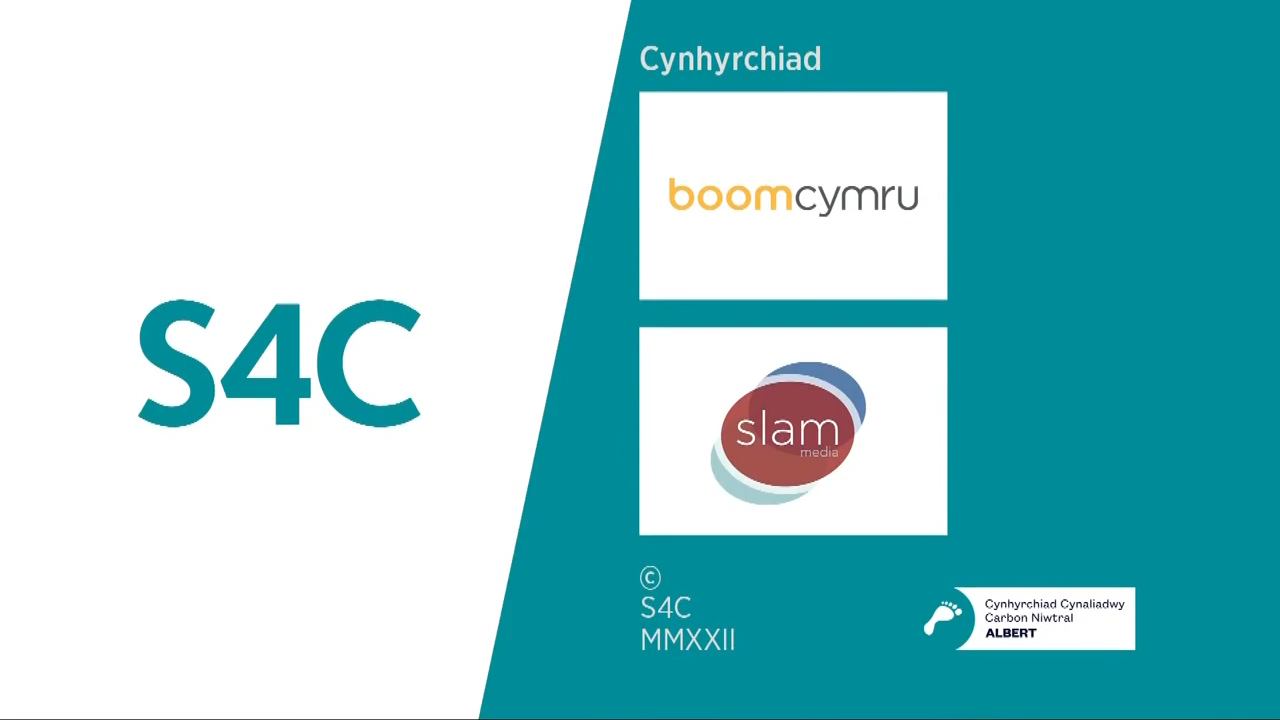 S4C
Cynhyrchiad
boomcymru
slam
media
©
S4C
MMXXII
Cynhyrchiad Cynaliadwy
Carbon Niwtral
ALBERT